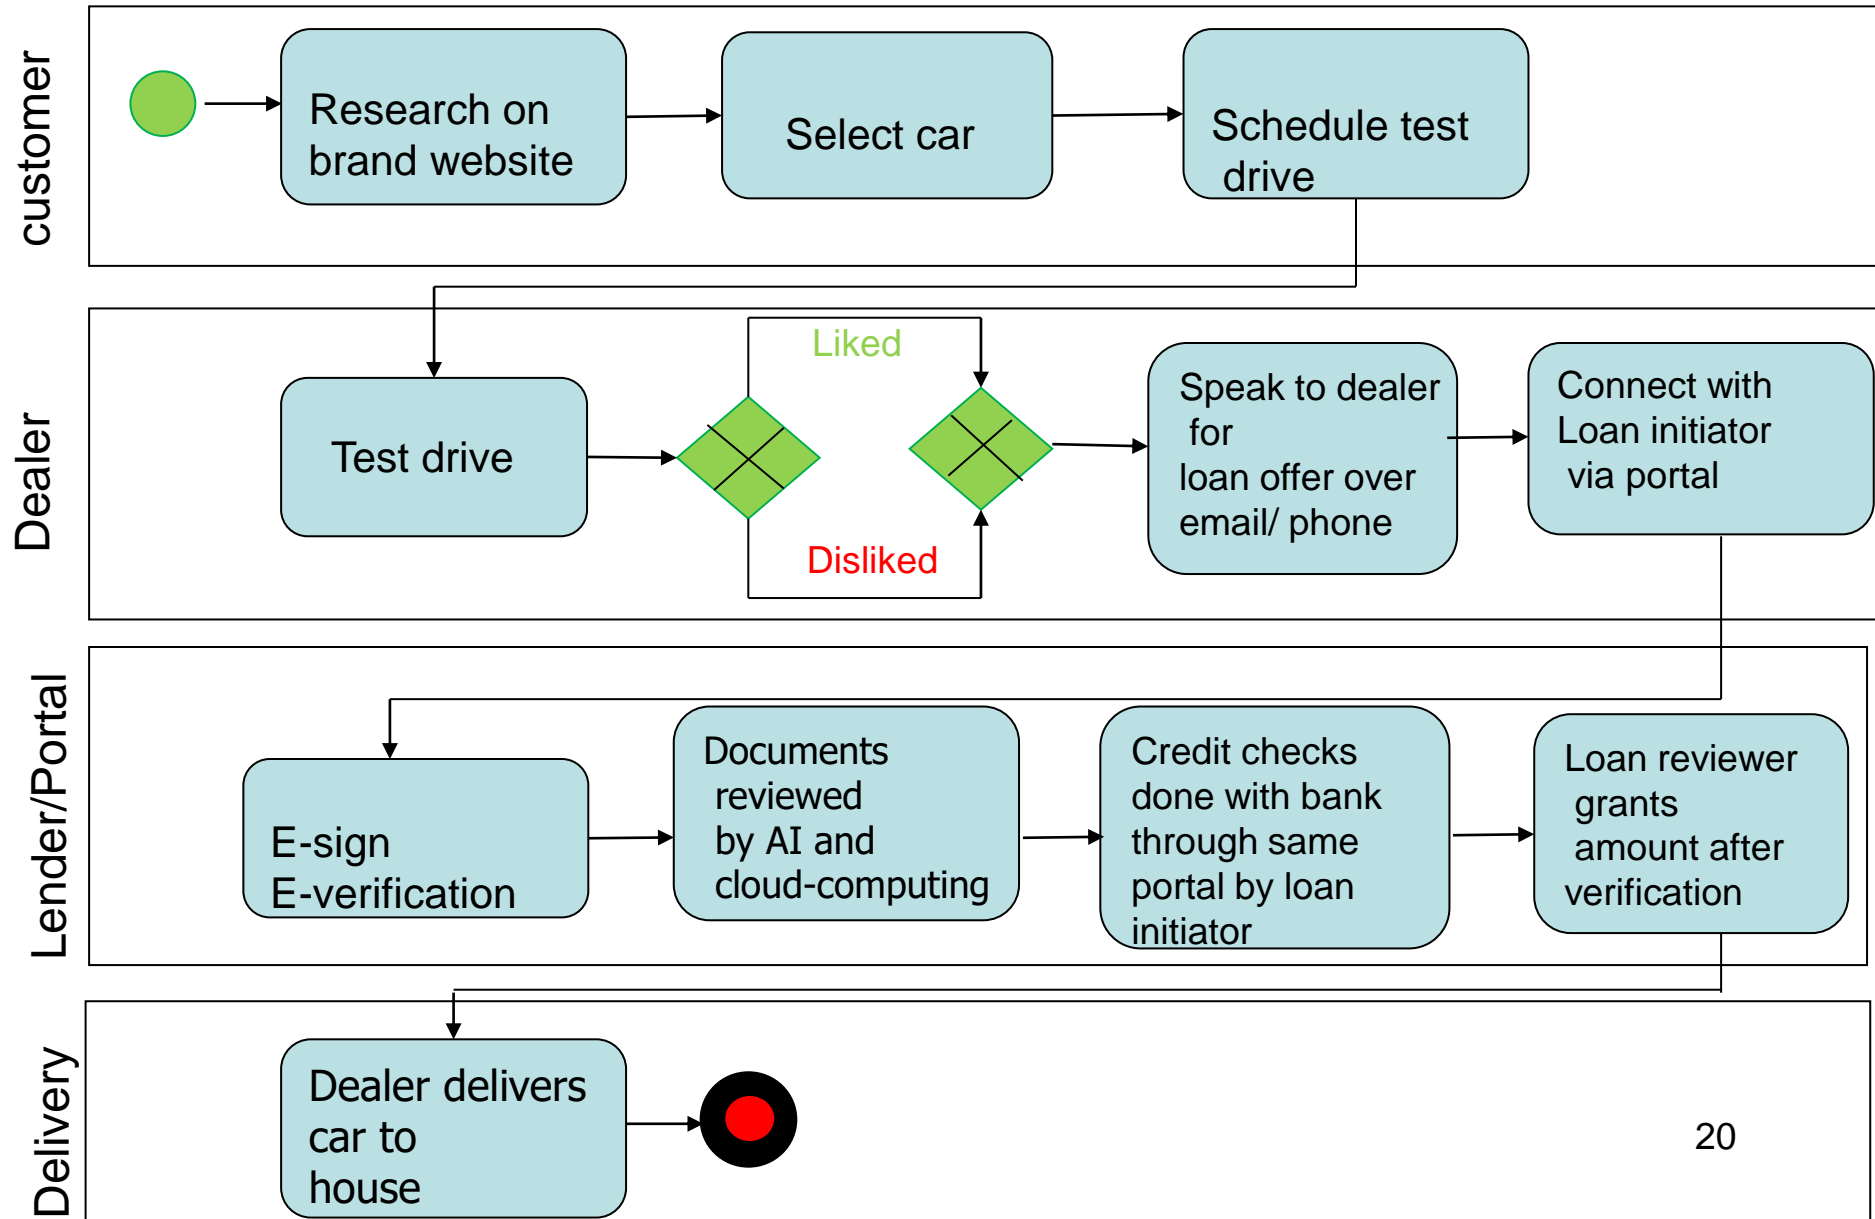 customer
Research on
brand website
Select car
Schedule test
drive
Dealer
Test drive
Liked
Disliked
Speak to dealer
for
loan offer over
email/ phone
Connect with
Loan initiator
via portal
Lender/Portal
E-sign
E-verification
Documents
reviewed
by AI and
cloud-computing
Credit checks
done with bank
through same
portal by loan
initiator
Loan reviewer
grants
amount after
verification
Delivery
Dealer delivers
car to
house
20